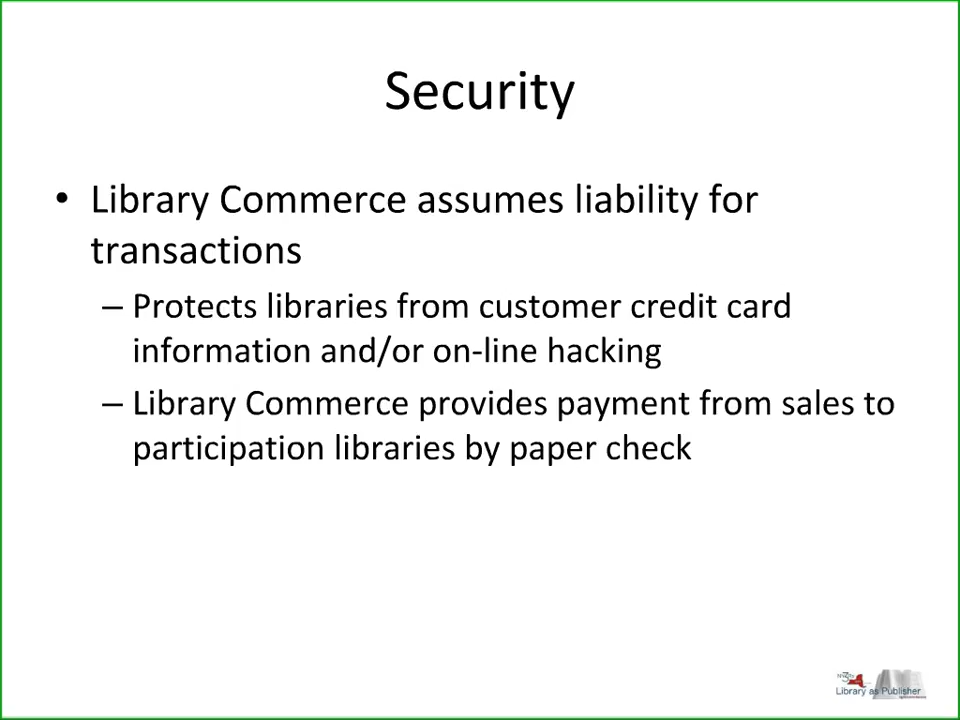 Security
• Library Commerce assumes liability for
transactions
– Protects libraries from customer credit card
information and/or on-line hacking
– Library Commerce provides payment from sales to
participation libraries by paper check
Library as Publisher